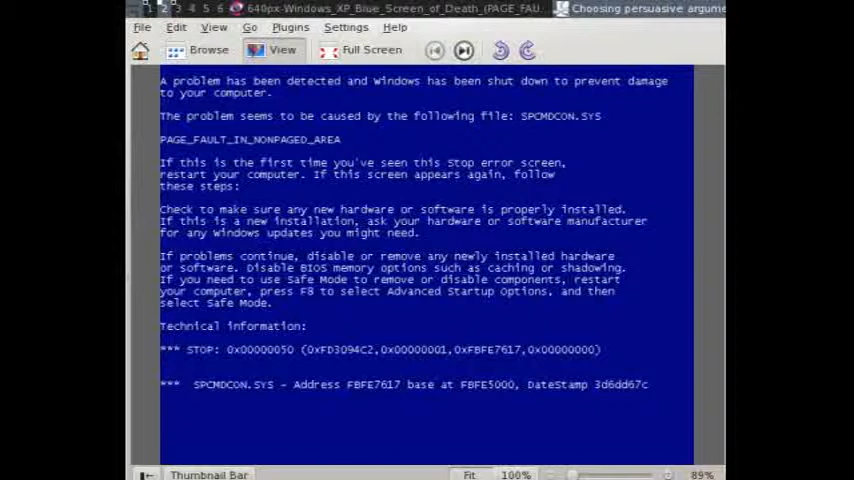 1 2 3 4 5 6 640px-Windows_XP_Blue_Screen_of_Death_(PAGE_FAU... Choosing persuasive argume
File Edit View Go Plugins Settings Help
Browse View Full Screen
A problem has been detected and Windows has been shut down to prevent damage
to your computer.
The problem seems to be caused by the following file: SPCMDCON.SYS
PAGE_FAULT_IN_NONPAGED_AREA
If this is the first time you've seen this Stop error screen,
restart your computer. If this screen appears again, follow
these steps:
Check to make sure any new hardware or software is properly installed.
If this is a new installation, ask your hardware or software manufacturer
for any Windows updates you might need.
If problems continue, disable or remove any newly installed hardware
or software. Disable BIOS memory options such as caching or shadowing.
If you need to use Safe Mode to remove or disable components, restart
your computer, press F8 to select Advanced Startup Options, and then
select Safe Mode.
Technical information:
*** STOP: 0x00000050 (0xFD3094C2,0x00000001,0xFBFE7617,0x00000000)
*** SPCMDCON.SYS - Address FBFE7617 base at FBFE5000, DateStamp 3d6dd67c
Thumbnail Bar Fit 100% 89%